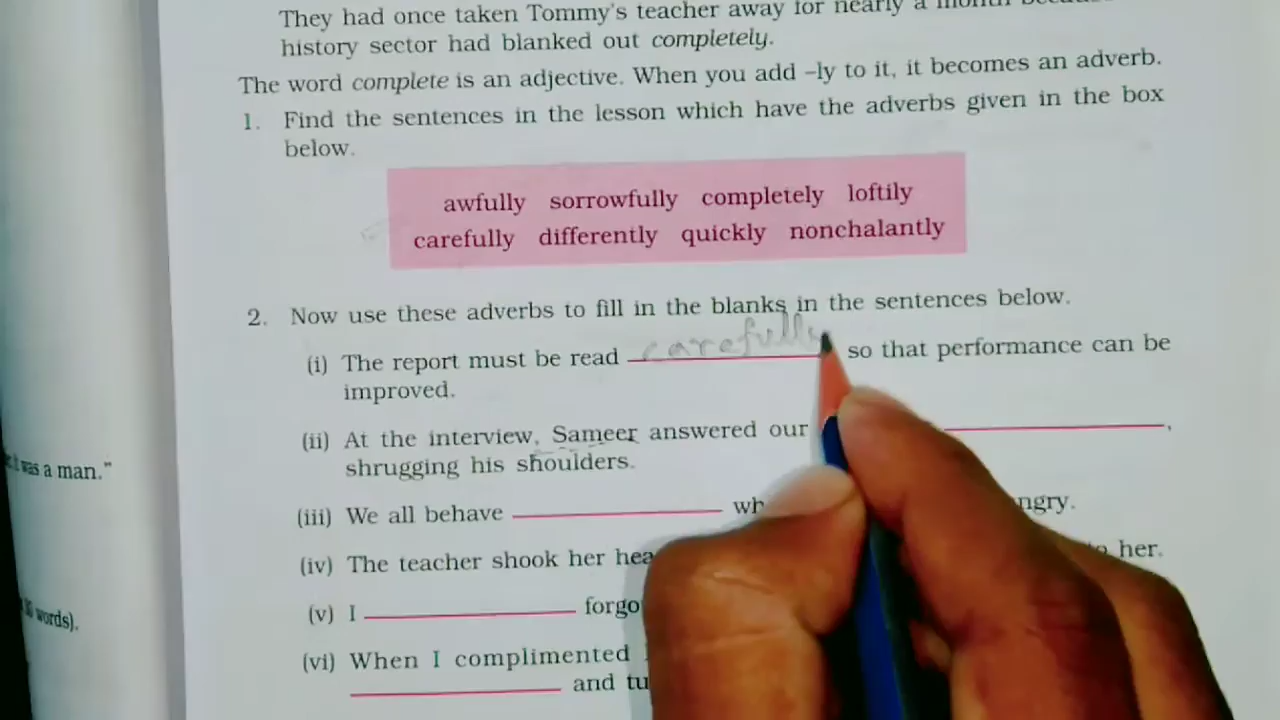 They had once taken Tommy's teacher away for nearly a month
history sector had blanked out completely.
The word complete is an adjective. When you add –ly to it, it becomes an adverb.
1. Find the sentences in the lesson which have the adverbs given in the box
below.
awfully sorrowfully completely loftily
carefully differently quickly nonchalantly
2. Now use these adverbs to fill in the blanks in the sentences below.
(i) The report must be read carefully so that performance can be
improved.
(ii) At the interview, Sameer answered our
shrugging his shoulders.
was a man."
(iii) We all behave
(iv) The teacher shook her to her.
(v) I
words).
(vi) When I complimented
and